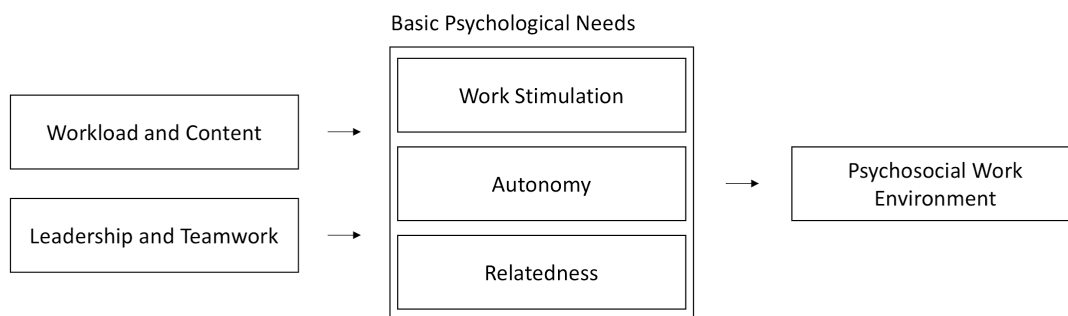 Basic Psychological Needs
Workload and Content
Leadership and Teamwork
Work Stimulation
Autonomy
Relatedness
Psychosocial Work
Environment